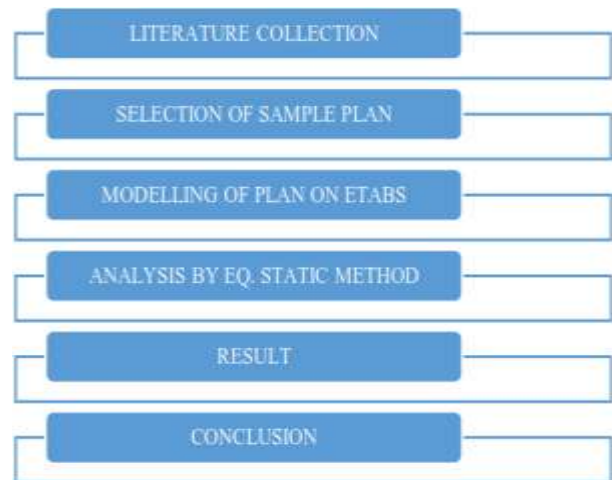 LITERATURE COLLECTION
SELECTION OF SAMPLE PLAN
MODELLING OF PLAN ON ETABS
ANALYSIS BY EQ. STATIC METHOD
RESULT
CONCLUSION